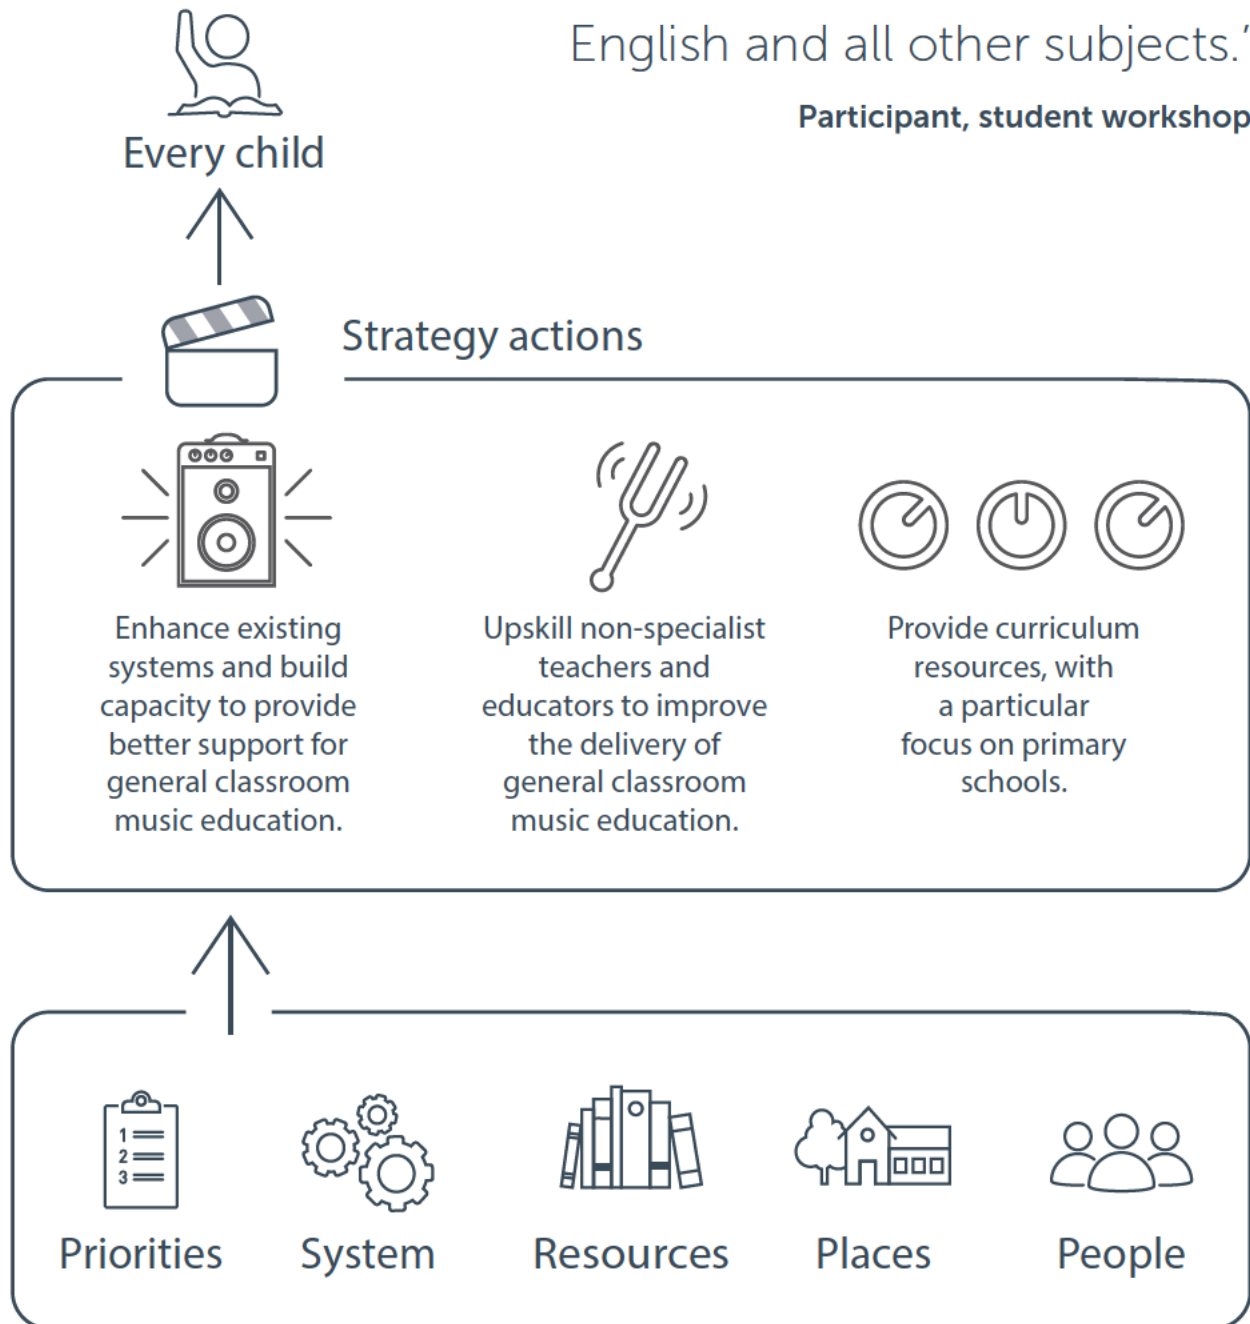 English and all other subjects.’
Participant, student workshop
Every child
Strategy actions
Enhance existing
systems and build
capacity to provide
better support for
general classroom
music education.
Upskill non-specialist
teachers and
educators to improve
the delivery of
general classroom
music education.
Provide curriculum
resources, with
a particular
focus on primary
schools.
1
2
3
Priorities
System
Resources
Places
People